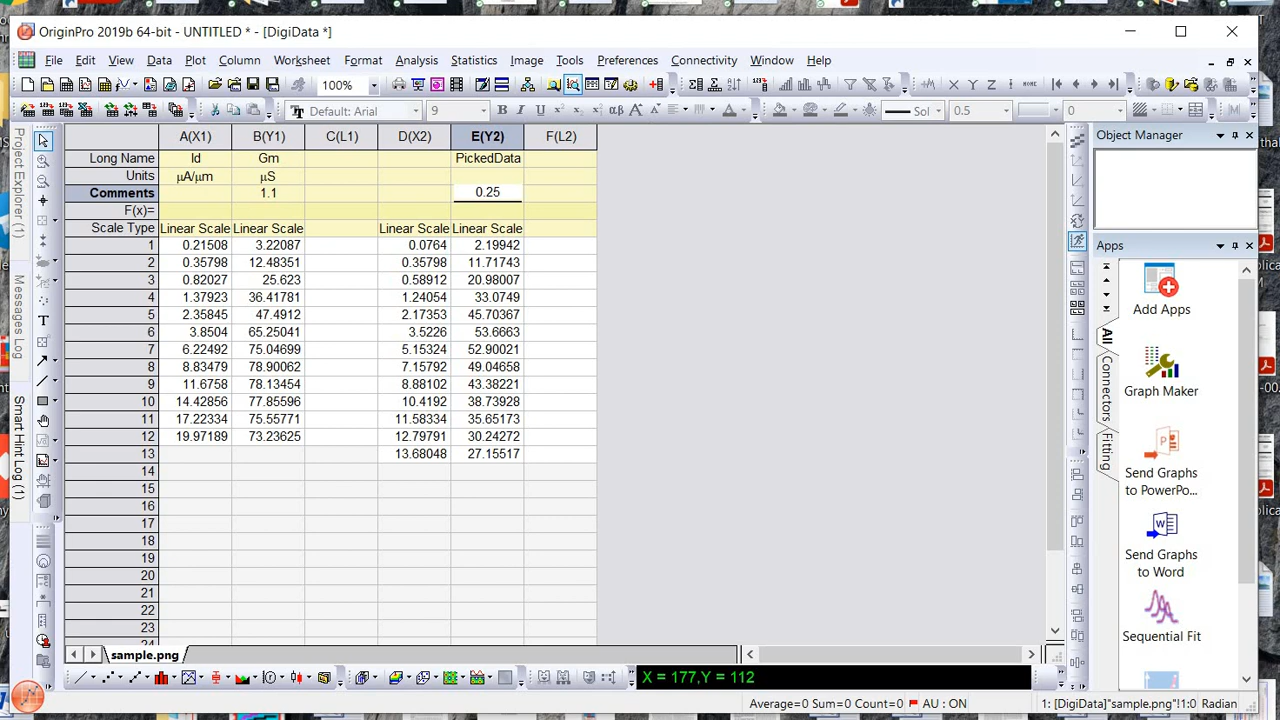 OriginPro 2019b 64-bit - UNTITLED * - [DigiData *]
File Edit View Data Plot Column Worksheet Format Analysis Statistics Image Tools Preferences Connectivity Window Help
100%
Default: Arial 9 B I U αβ A A A Sol 0.5 0
Project Explorer (1)
Messages Log
Smart Hint Log (1)
A(X1) B(Y1) C(L1) D(X2) E(Y2) F(L2)
Long Name Id Gm PickedData
Units µA/µm µS
Comments 1.1 0.25
F(x)=
Scale Type Linear Scale Linear Scale Linear Scale Linear Scale
1 0.21508 3.22087 0.0764 2.19942
2 0.35798 12.48351 0.35798 11.71743
3 0.82027 25.623 0.58912 20.98007
4 1.37923 36.41781 1.24054 33.0749
5 2.35845 47.4912 2.17353 45.70367
6 3.8504 65.25041 3.5226 53.6663
7 6.22492 75.04699 5.15324 52.90021
8 8.83479 78.90062 7.15792 49.04658
9 11.6758 78.13454 8.88102 43.38221
10 14.42856 77.85596 10.4192 38.73928
11 17.22334 75.55771 11.58334 35.65173
12 19.97189 73.23625 12.79791 30.24272
13 13.68048 27.15517
14
15
16
17
18
19
20
21
22
23
sample.png
Object Manager
Apps
All
Connectors
Fitting
Add Apps
Graph Maker
Send Graphs
to PowerPo...
Send Graphs
to Word
Sequential Fit
X = 177,Y = 112
Average=0 Sum=0 Count=0 AU : ON 1: [DigiData]"sample.png"!1:0 Radian